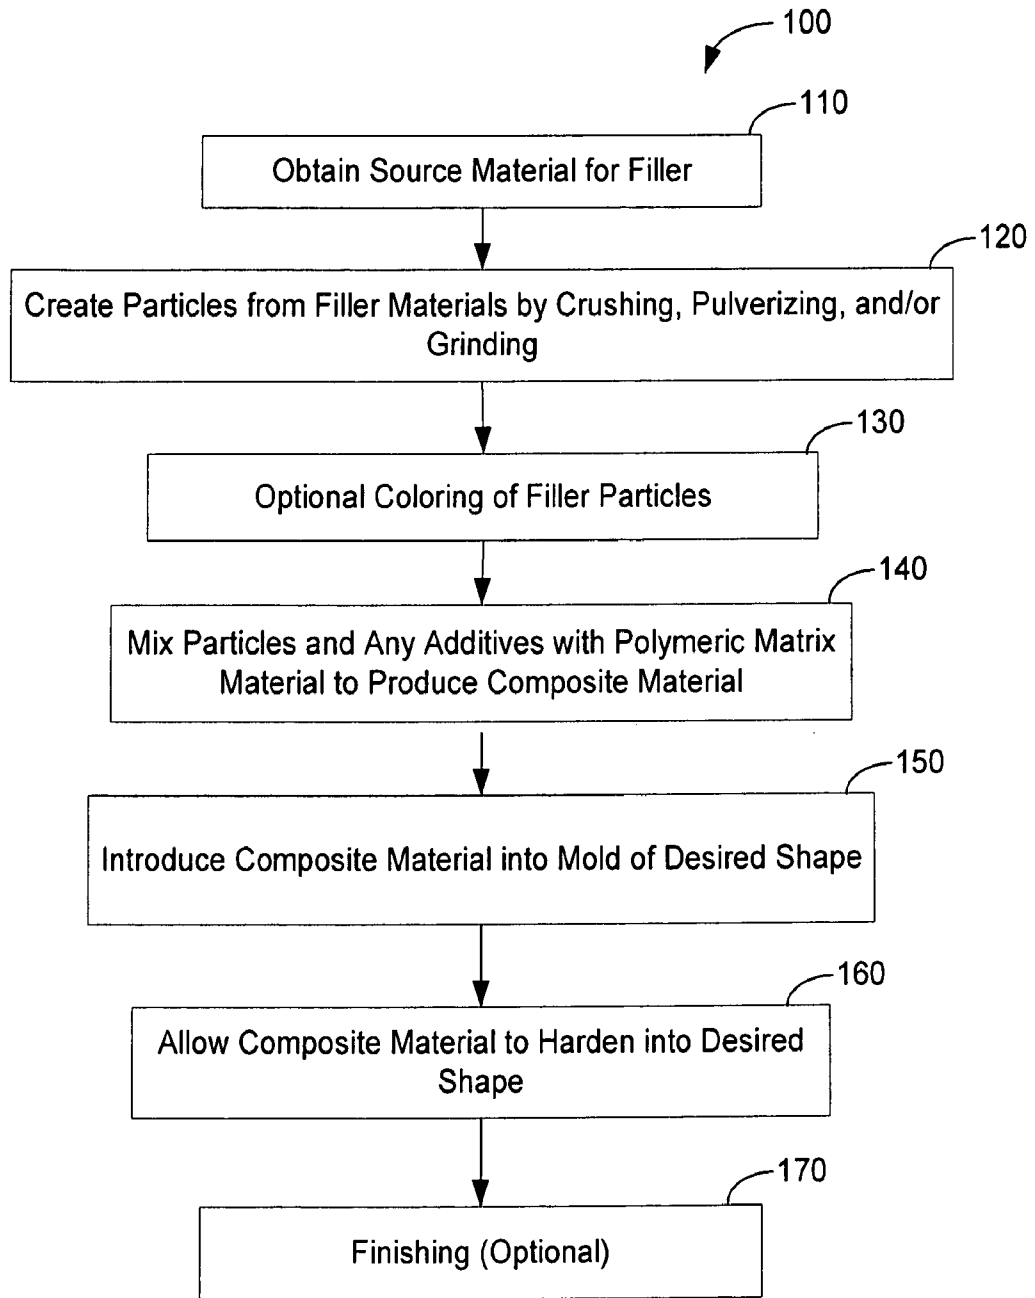 100
110
Obtain Source Material for Filler
120
Create Particles from Filler Materials by Crushing, Pulverizing, and/or
Grinding
130
Optional Coloring of Filler Particles
140
Mix Particles and Any Additives with Polymeric Matrix
Material to Produce Composite Material
150
Introduce Composite Material into Mold of Desired Shape
160
Allow Composite Material to Harden into Desired
Shape
170
Finishing (Optional)